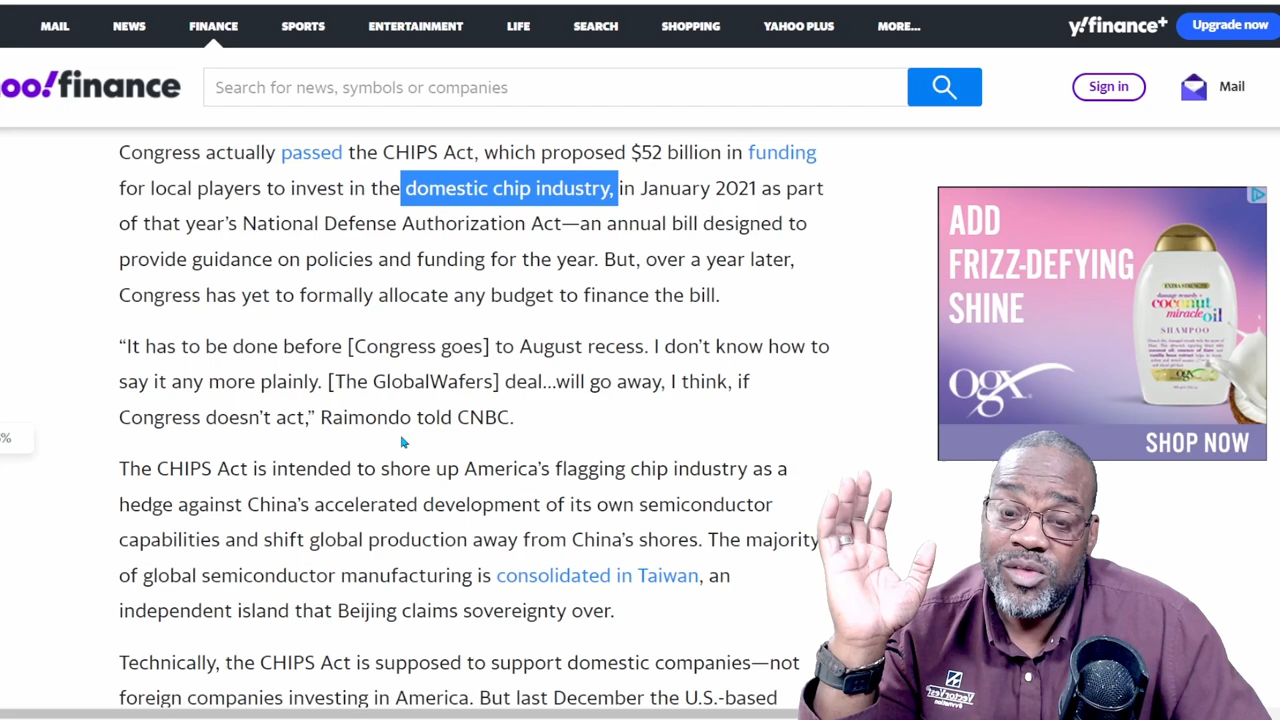 MAIL NEWS FINANCE SPORTS ENTERTAINMENT LIFE SEARCH SHOPPING YAHOO PLUS MORE... y!finance+ Upgrade now
oo!finance Search for news, symbols or companies Sign in Mail
Congress actually passed the CHIPS Act, which proposed $52 billion in funding
for local players to invest in the domestic chip industry, in January 2021 as part
of that year’s National Defense Authorization Act—an annual bill designed to
provide guidance on policies and funding for the year. But, over a year later,
Congress has yet to formally allocate any budget to finance the bill.
“It has to be done before [Congress goes] to August recess. I don’t know how to
say it any more plainly. [The GlobalWafers] deal...will go away, I think, if
Congress doesn’t act,” Raimondo told CNBC.
%
The CHIPS Act is intended to shore up America’s flagging chip industry as a
hedge against China’s accelerated development of its own semiconductor
capabilities and shift global production away from China’s shores. The majority
of global semiconductor manufacturing is consolidated in Taiwan, an
independent island that Beijing claims sovereignty over.
Technically, the CHIPS Act is supposed to support domestic companies—not
foreign companies investing in America. But last December the U.S.-based
ADD
FRIZZ-DEFYING
SHINE
EXTRA STRENGTH
damage remedy +
coconut
miracle oil
SHAMPOO
ogx
ogx
SHOP NOW
VectorVest